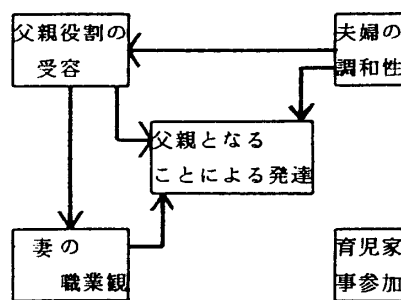 父親役割の
受容
夫婦の
調和性
父親となる
ことによる発達
妻の
職業観
育児家
事参加